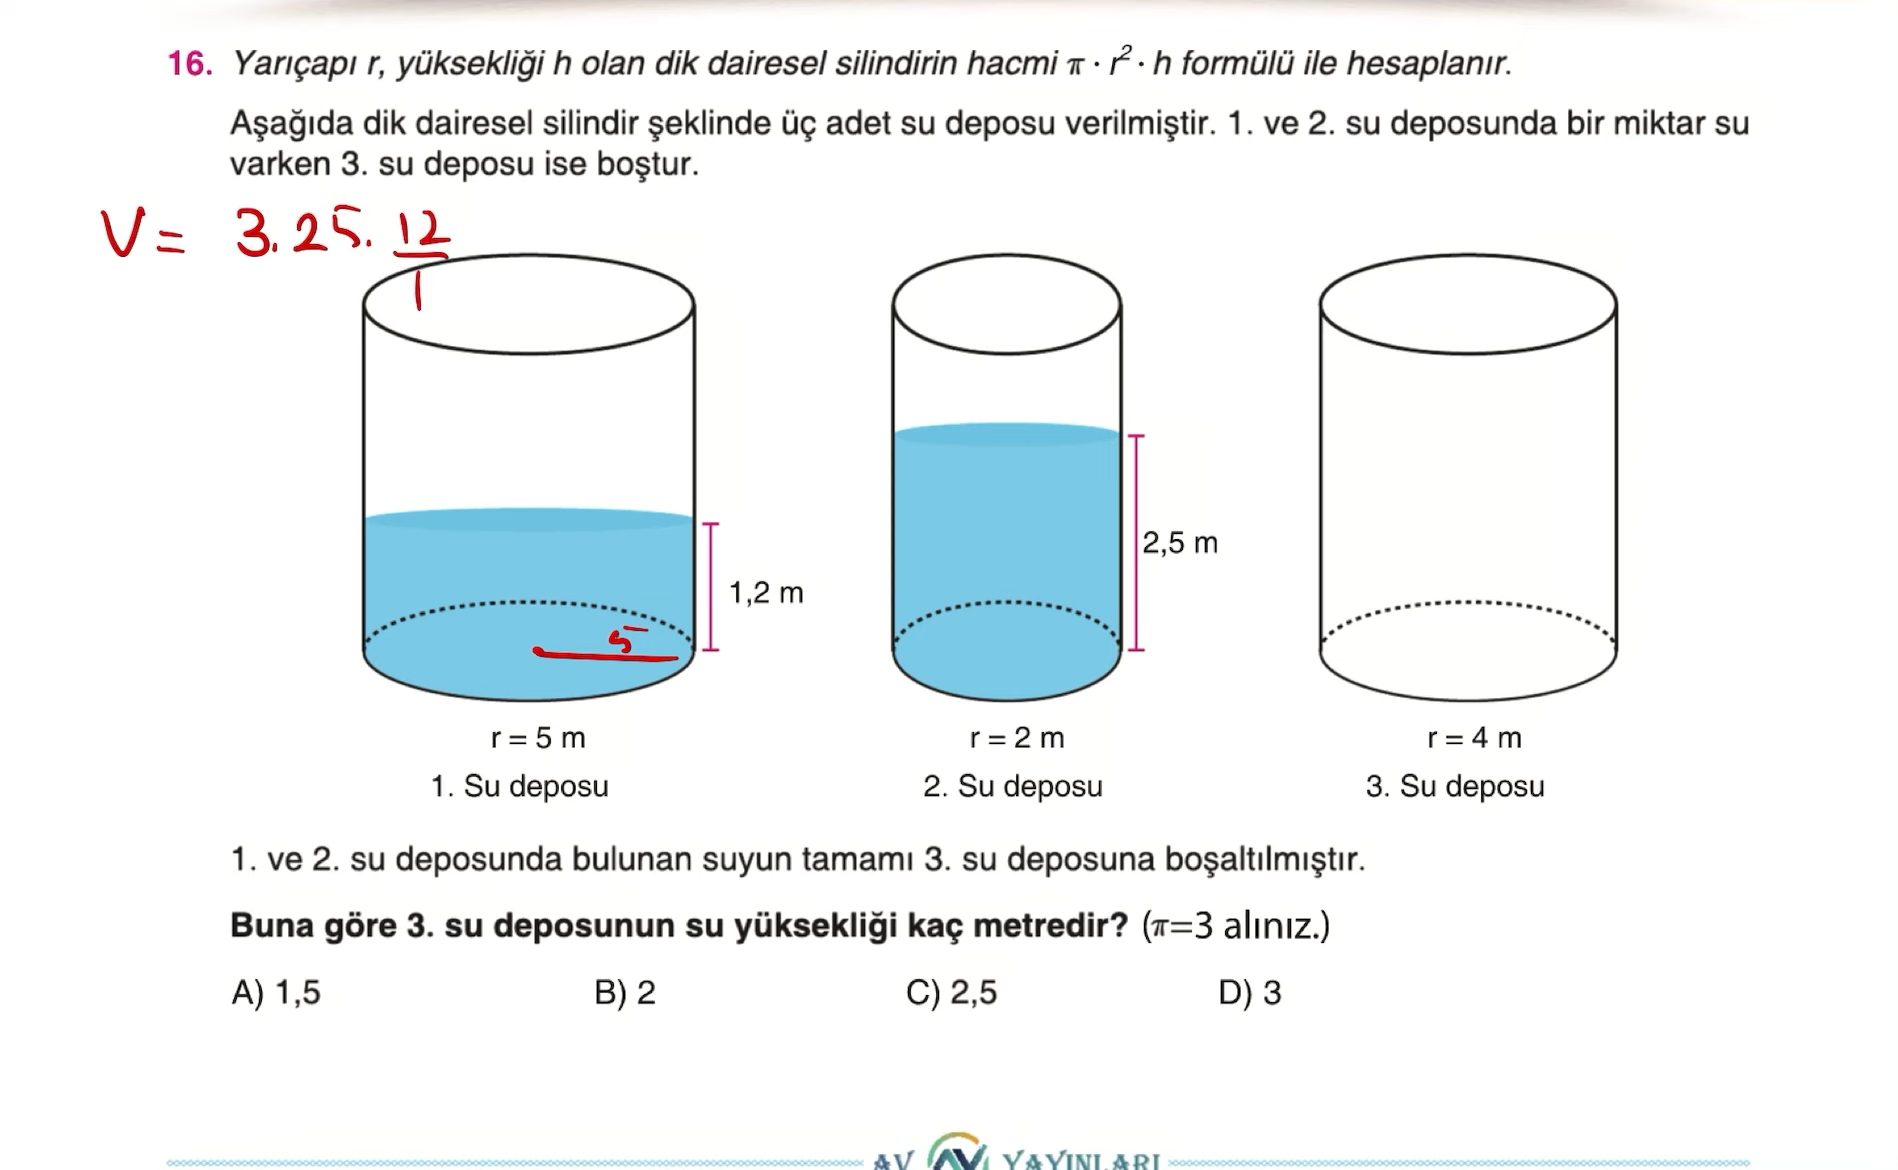 16. Yarıçapı r, yüksekliği h olan dik dairesel silindirin hacmi π · r² · h formülü ile hesaplanır.
Aşağıda dik dairesel silindir şeklinde üç adet su deposu verilmiştir. 1. ve 2. su deposunda bir miktar su
varken 3. su deposu ise boştur.
V = 3.25. 12/1
2,5 m
1,2 m
5
r = 5 m r = 2 m r = 4 m
1. Su deposu 2. Su deposu 3. Su deposu
1. ve 2. su deposunda bulunan suyun tamamı 3. su deposuna boşaltılmıştır.
Buna göre 3. su deposunun su yüksekliği kaç metredir? (π=3 alınız.)
A) 1,5 B) 2 C) 2,5 D) 3
AV YAYINLARI